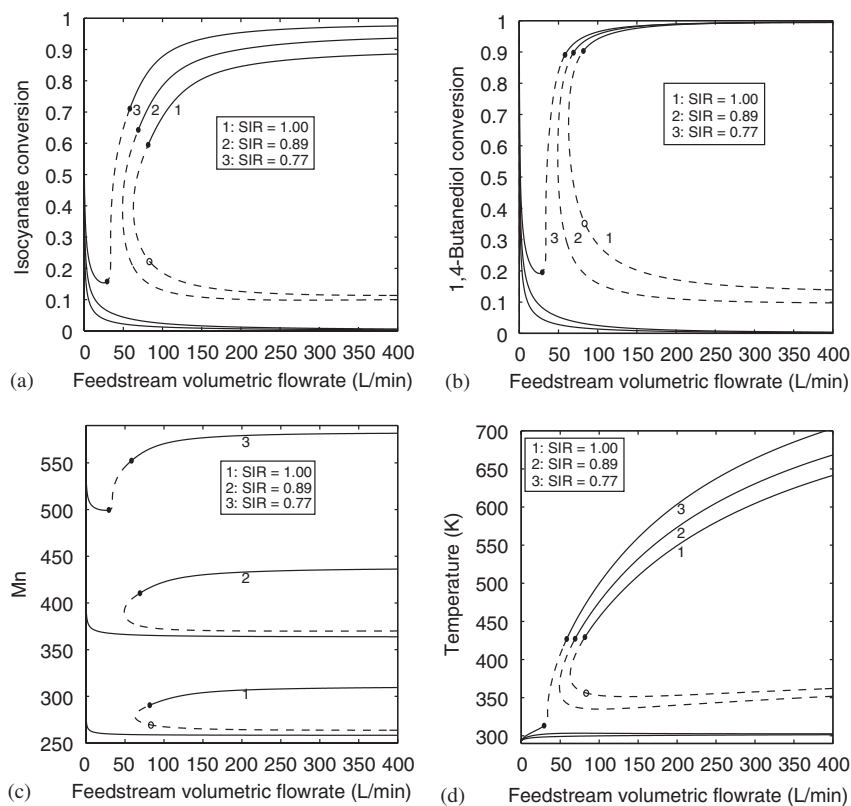 1
0.9
0.8
0.7
0.6
0.5
0.4
0.3
0.2
0.1
0
Isocyanate conversion
3 2 1
1: SIR = 1.00
2: SIR = 0.89
3: SIR = 0.77
0 50 100 150 200 250 300 350 400
(a) Feedstream volumetric flowrate (L/min)
1
0.9
0.8
0.7
0.6
0.5
0.4
0.3
0.2
0.1
0
1,4-Butanediol conversion
1: SIR = 1.00
2: SIR = 0.89
3: SIR = 0.77
3 2 1
0 50 100 150 200 250 300 350 400
(b) Feedstream volumetric flowrate (L/min)
550
500
450
400
350
300
250
Mn
3
1: SIR = 1.00
2: SIR = 0.89
3: SIR = 0.77
2
1
0 50 100 150 200 250 300 350 400
(c) Feedstream volumetric flowrate (L/min)
700
650
600
550
500
450
400
350
300
Temperature (K)
1: SIR = 1.00
2: SIR = 0.89
3: SIR = 0.77
3
2
1
0 50 100 150 200 250 300 350 400
(d) Feedstream volumetric flowrate (L/min)